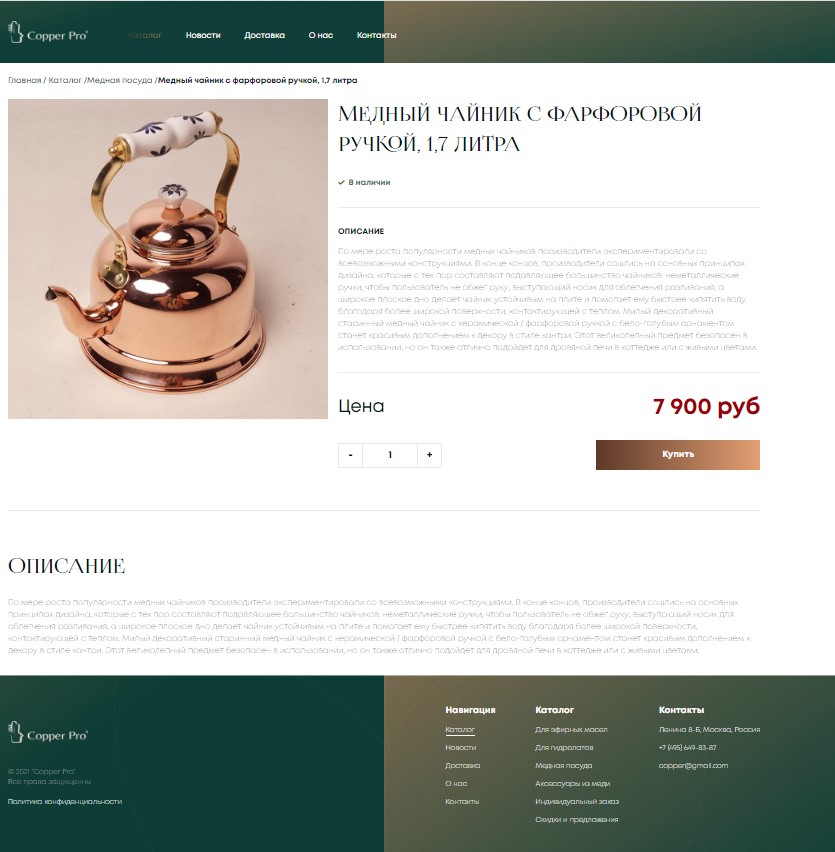 Copper Pro®
Каталог
Новости
Доставка
О нас
Контакты
Главная / Каталог /Медная посуда /Медный чайник с фарфоровой ручкой, 1,7 литра
Медный чайник с фарфоровой
ручкой, 1,7 литра
В наличии
ОПИСАНИЕ
По мере роста популярности медных чайников производители экспериментировали со
всевозможными конструкциями. В конце концов, производители сошлись на основных принципах
дизайна, которые с тех пор составляют подавляющее большинство чайников: неметаллические
ручки, чтобы пользователь не обжег руку; выступающий носик для облегчения разливания; а
широкое плоское дно делает чайник устойчивым на плите и помогает ему быстрее кипятить воду
благодаря более широкой поверхности, контактирующей с теплом. Милый декоративный
старинный медный чайник с керамической / фарфоровой ручкой с бело-голубым орнаментом
станет красивым дополнением к декору в стиле кантри. Этот великолепный предмет безопасен в
использовании, но он также отлично подойдет для дровяной печи в коттедже или с живыми цветами.
Цена
7 900 руб
- 1 +
Купить
Описание
По мере роста популярности медных чайников производители экспериментировали со всевозможными конструкциями. В конце концов, производители сошлись на основных
принципах дизайна, которые с тех пор составляют подавляющее большинство чайников: неметаллические ручки, чтобы пользователь не обжег руку; выступающий носик для
облегчения разливания; а широкое плоское дно делает чайник устойчивым на плите и помогает ему быстрее кипятить воду благодаря более широкой поверхности,
контактирующей с теплом. Милый декоративный старинный медный чайник с керамической / фарфоровой ручкой с бело-голубым орнаментом станет красивым дополнением к
декору в стиле кантри. Этот великолепный предмет безопасен в использовании, но он также отлично подойдет для дровяной печи в коттедже или с живыми цветами.
Copper Pro®
© 2021 "Copper Pro"
Все права защищены
Политика конфиденциальности
Навигация
Каталог
Новости
Доставка
О нас
Контакты
Каталог
Для эфирных масел
Для гидролатов
Медная посуда
Аксессуары из меди
Индивидуальный заказ
Скидки и предложения
Контакты
Ленина 8-Б, Москва, Россия
+7 (495) 649-83-87
copper@gmail.com